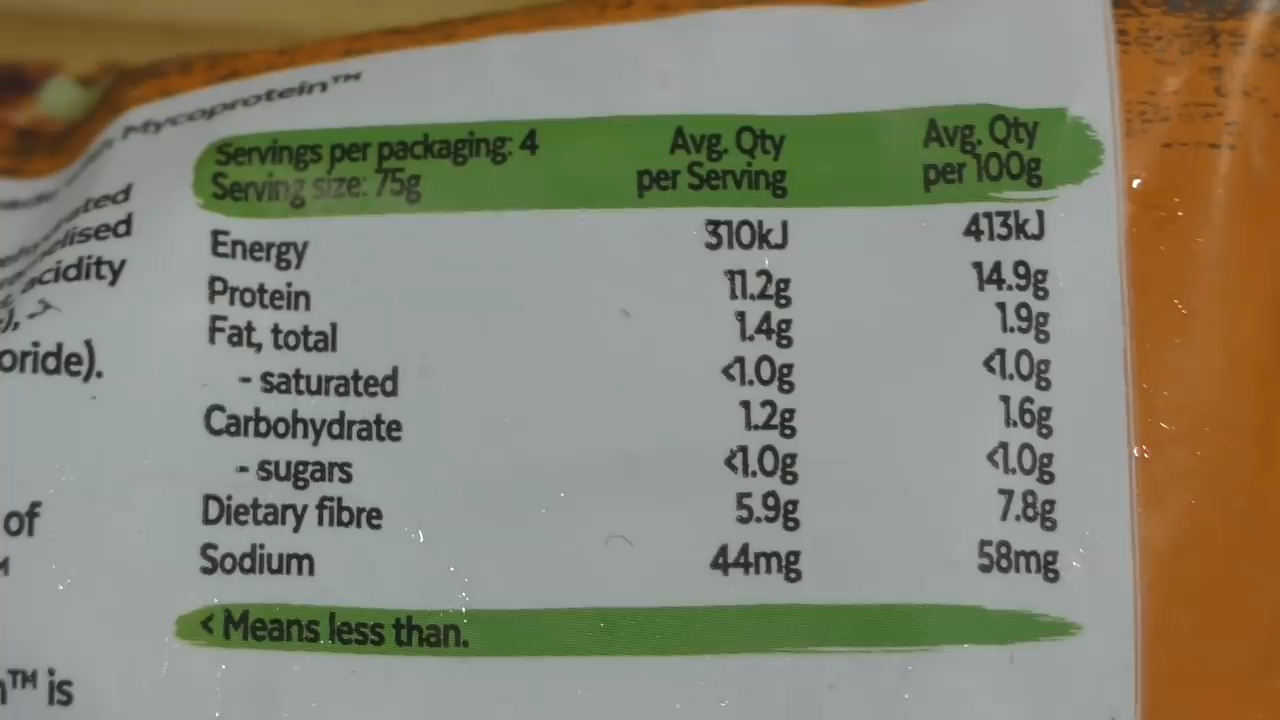 Mycoprotein™
Servings per packaging: 4
Serving size: 75g
Avg. Qty
per Serving
Avg. Qty
per 100g
Energy 310kJ 413kJ
Protein 11.2g 14.9g
Fat, total 1.4g 1.9g
- saturated <1.0g <1.0g
Carbohydrate 1.2g 1.6g
- sugars <1.0g <1.0g
Dietary fibre 5.9g 7.8g
Sodium 44mg 58mg
< Means less than.
acidity
oride).
of
™ is